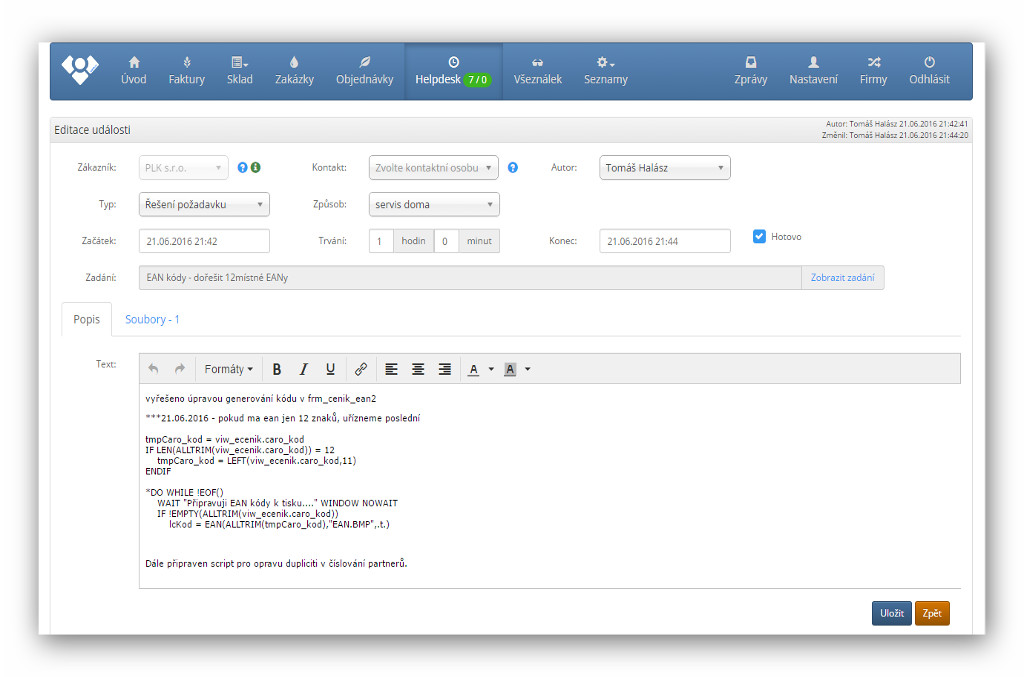 Úvod Faktury Sklad Zakázky Objednávky Helpdesk 7 / 0 Všeználek Seznamy Zprávy Nastavení Firmy Odhlásit
Editace události
Autor: Tomáš Halász 21.06.2016 21:42:41
Změnil: Tomáš Halász 21.06.2016 21:44:20
Zákazník: PLK s.r.o. Kontakt: Zvolte kontaktní osobu Autor: Tomáš Halász
Typ: Řešení požadavku Způsob: servis doma
Začátek: 21.06.2016 21:42 Trvání: 1 hodin 0 minut Konec: 21.06.2016 21:44 Hotovo
Zadání: EAN kódy - dořešit 12místné EANy Zobrazit zadání
Popis Soubory - 1
Text: Formáty B I U A A
vyřešeno úpravou generování kódu v frm_cenik_ean2
***21.06.2016 - pokud ma ean jen 12 znaků, uřízneme poslední
tmpCaro_kod = viw_ecenik.caro_kod
IF LEN(ALLTRIM(viw_ecenik.caro_kod)) = 12
tmpCaro_kod = LEFT(viw_ecenik.caro_kod,11)
ENDIF
*DO WHILE !EOF()
WAIT "Připravuji EAN kódy k tisku...." WINDOW NOWAIT
IF !EMPTY(ALLTRIM(viw_ecenik.caro_kod))
lcKod = EAN(ALLTRIM(tmpCaro_kod),"EAN.BMP",.t.)
Dále připraven script pro opravu dupliciti v číslování partnerů.
Uložit Zpět